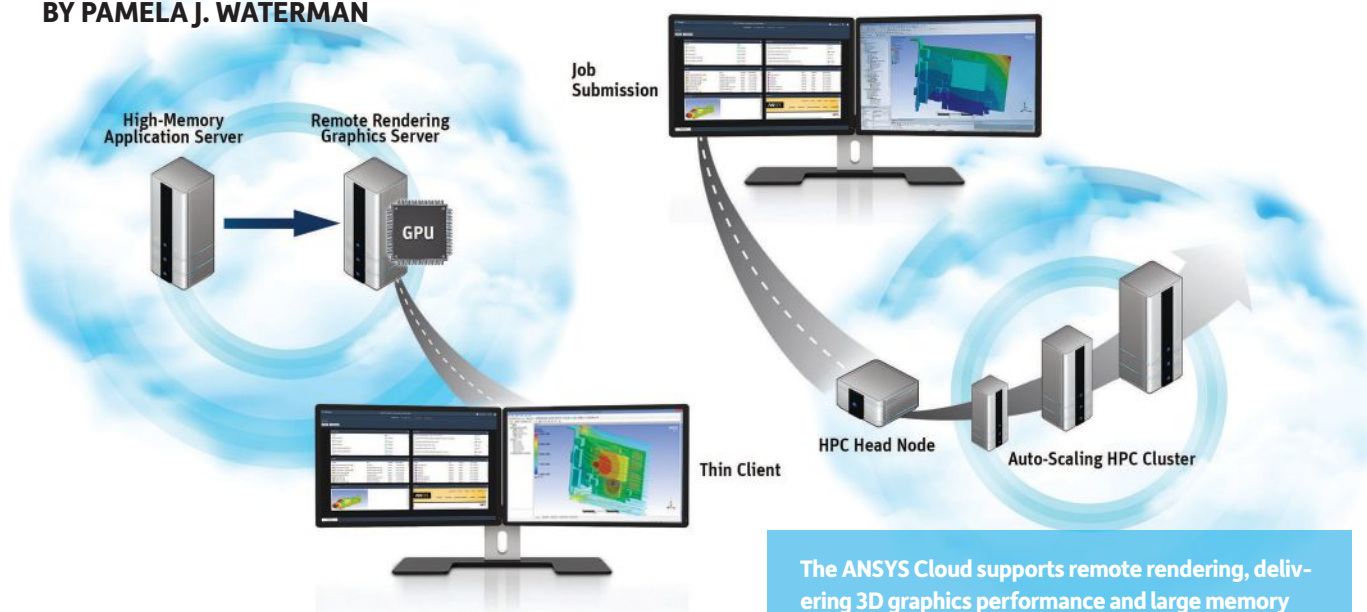 BY PAMELA J. WATERMAN
Job
Submission
High-Memory
Application Server
Remote Rendering
Graphics Server
GPU
Thin Client
HPC Head Node
Auto-Scaling HPC Cluster
The ANSYS Cloud supports remote rendering, deliv-
ering 3D graphics performance and large memory